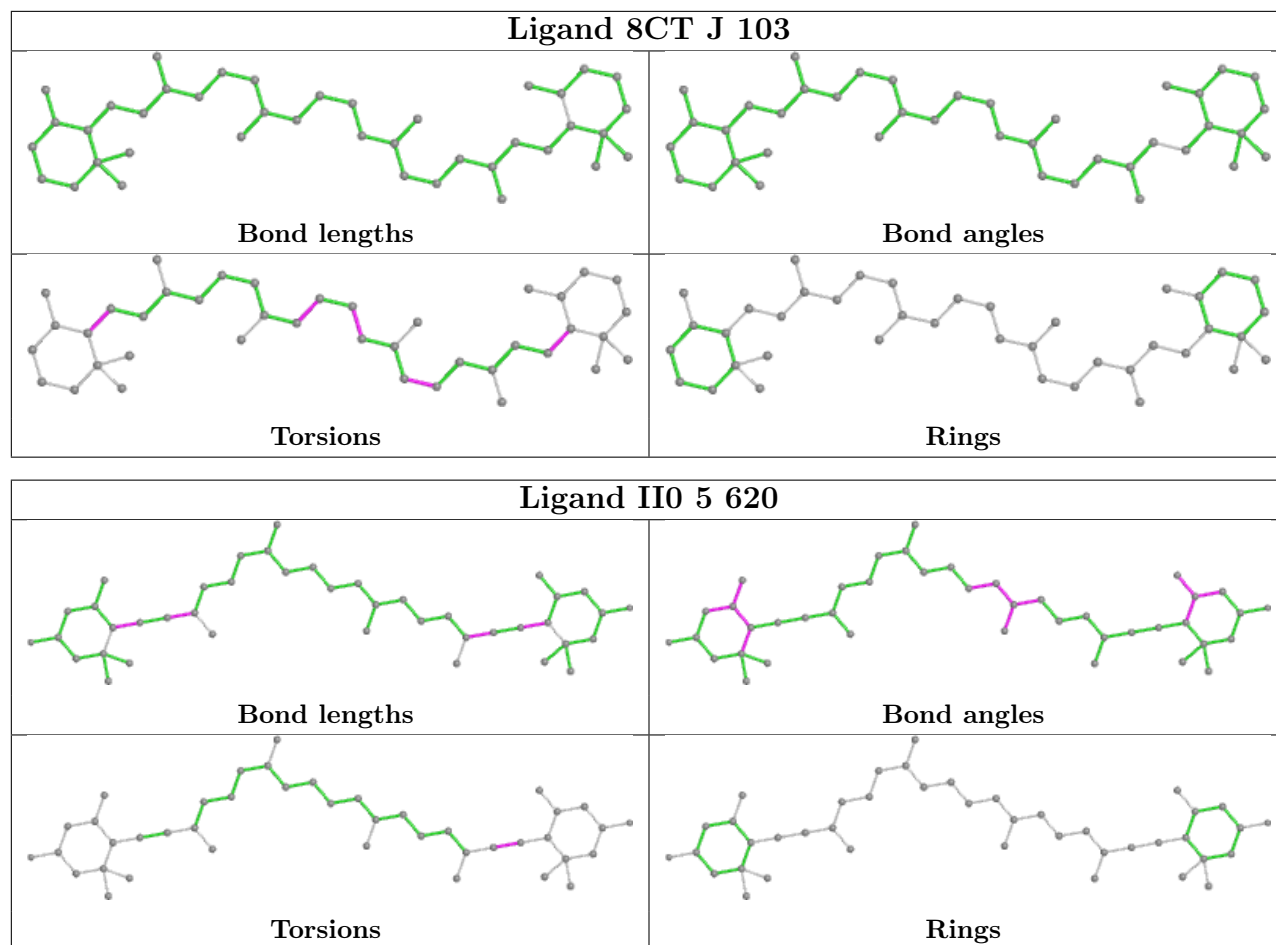 Ligand 8CT J 103
Bond lengths
Bond angles
Torsions
Rings
Ligand II0 5 620
Bond lengths
Bond angles
Torsions
Rings